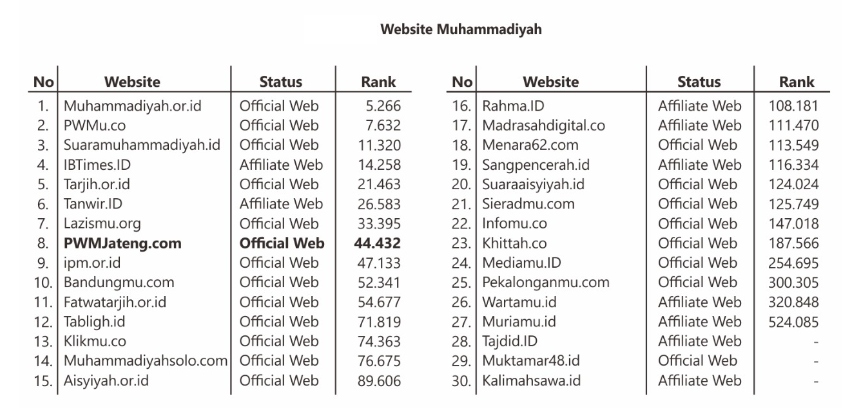 Website Muhammadiyah
No Website Status Rank
1. Muhammadiyah.or.id Official Web 5.266
2. PWMu.co Official Web 7.632
3. Suaramuhammadiyah.id Official Web 11.320
4. IBTimes.ID Affiliate Web 14.258
5. Tarjih.or.id Official Web 21.463
6. Tanwir.ID Affiliate Web 26.583
7. Lazismu.org Official Web 33.395
8. PWMJateng.com Official Web 44.432
9. ipm.or.id Official Web 47.133
10. Bandungmu.com Official Web 52.341
11. Fatwatarjih.or.id Official Web 54.677
12. Tabligh.id Official Web 71.819
13. Klikmu.co Official Web 74.363
14. Muhammadiyahsolo.com Official Web 76.675
15. Aisyiyah.or.id Official Web 89.606
No Website Status Rank
16. Rahma.ID Affiliate Web 108.181
17. Madrasahdigital.co Affiliate Web 111.470
18. Menara62.com Official Web 113.549
19. Sangpencerah.id Affiliate Web 116.334
20. Suaraaisyiyah.id Official Web 124.024
21. Sieradmu.com Official Web 125.749
22. Infomu.co Official Web 147.018
23. Khittah.co Official Web 187.566
24. Mediamu.ID Official Web 254.695
25. Pekalonganmu.com Official Web 300.305
26. Wartamu.id Affiliate Web 320.848
27. Muriamu.id Affiliate Web 524.085
28. Tajdid.ID Affiliate Web -
29. Muktamar48.id Official Web -
30. Kalimahsawa.id Affiliate Web -